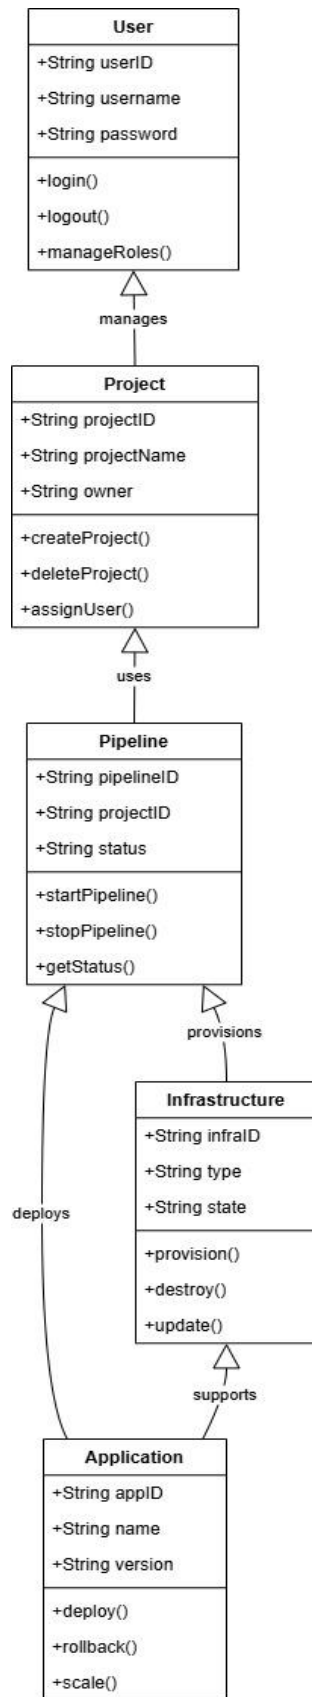 User
+String userID
+String username
+String password
+login()
+logout()
+manageRoles()
manages
Project
+String projectID
+String projectName
+String owner
+createProject()
+deleteProject()
+assignUser()
uses
Pipeline
+String pipelineID
+String projectID
+String status
+startPipeline()
+stopPipeline()
+getStatus()
provisions
Infrastructure
+String infraID
+String type
+String state
+provision()
+destroy()
+update()
deploys
supports
Application
+String appID
+String name
+String version
+deploy()
+rollback()
+scale()